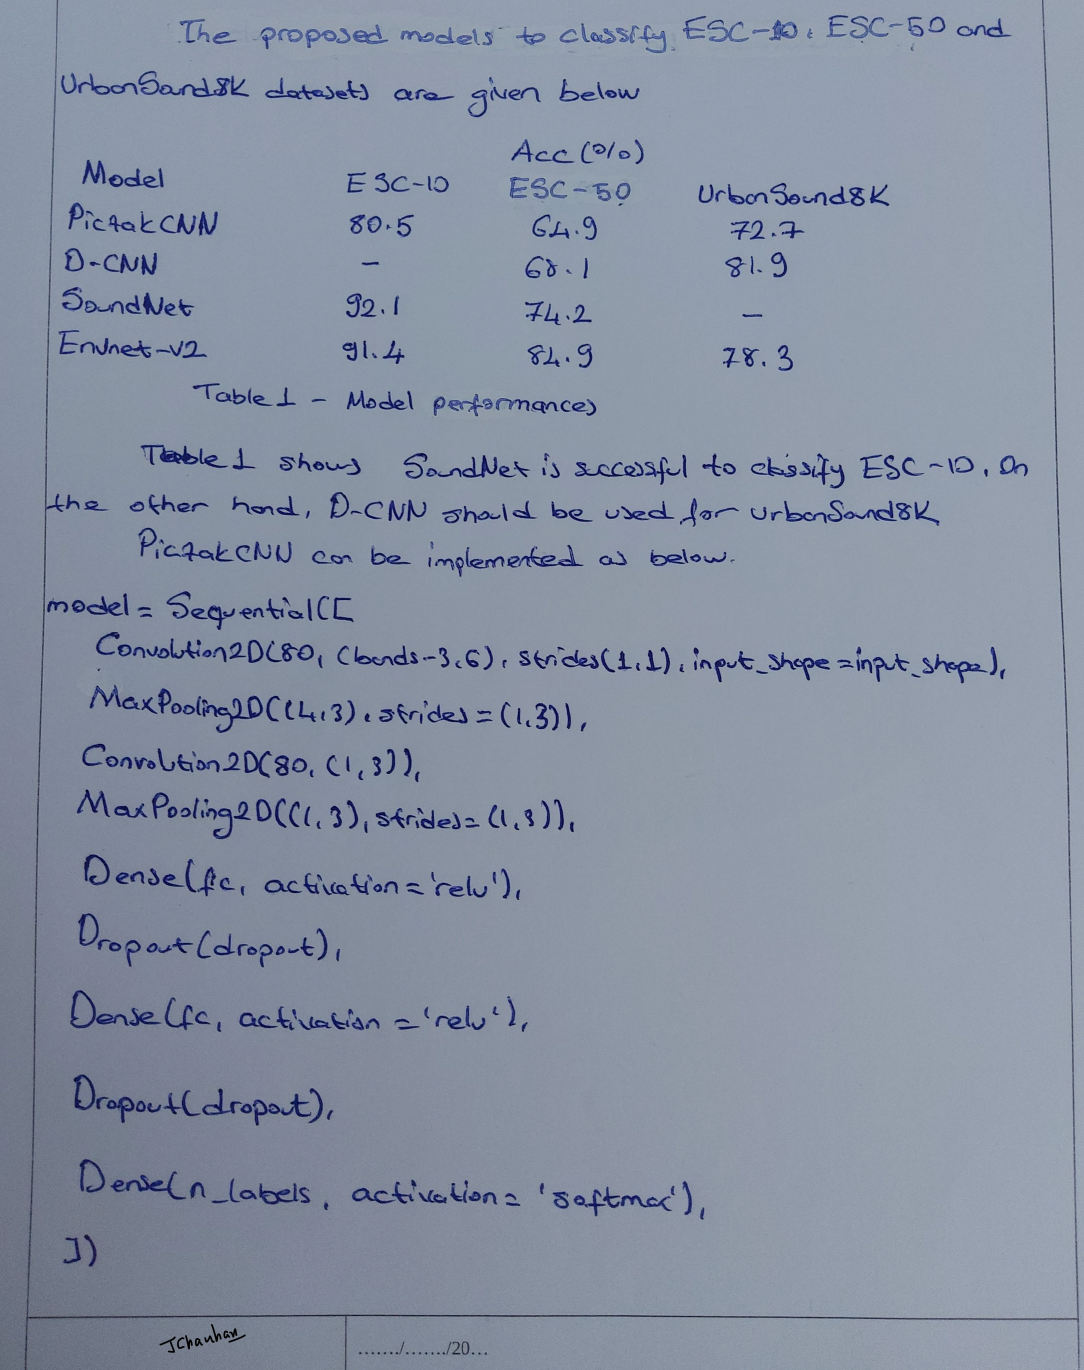 The proposed models to classify ESC-10, ESC-50 and
UrbanSound8K datasets are given below
Acc (%)
Model ESC-10 ESC-50 UrbanSound8K
PiczakCNN 80.5 64.9 72.7
D-CNN - 68.1 81.9
SoundNet 92.1 74.2 -
Envnet-v2 91.4 84.9 78.3
Table 1 - Model performances
Table 1 shows SoundNet is successful to classify ESC-10. On
the other hand, D-CNN should be used for UrbanSound8K
PiczakCNN can be implemented as below.
model = Sequential([
Convolution2D(80, (bands-3,6), strides(1,1), input_shape=input_shape),
MaxPooling2D((4,3), strides=(1,3)),
Convolution2D(80, (1,3)),
MaxPooling2D((1,3), strides=(1,3)),
Dense(fc, activation='relu'),
Dropout(dropout),
Dense(fc, activation='relu'),
Dropout(dropout),
Dense(n_labels, activation='softmax'),
])
JChauhan ......./......./20...